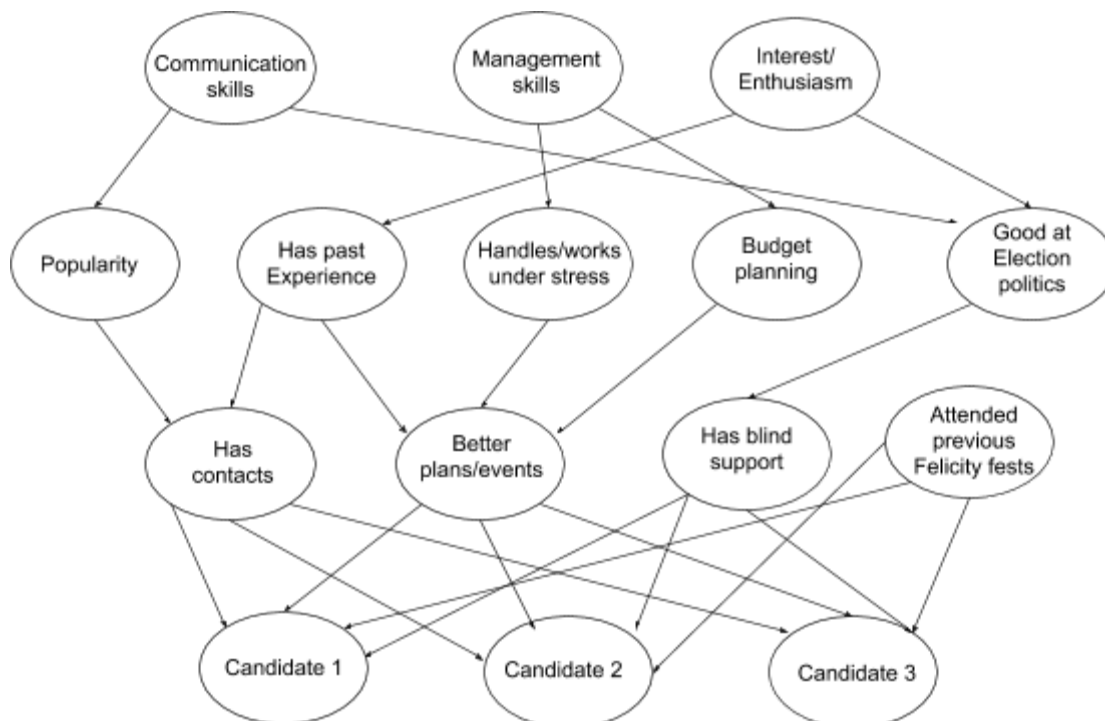 Communication
skills
Management
skills
Interest/
Enthusiasm
Popularity
Has past
Experience
Handles/works
under stress
Budget
planning
Good at
Election
politics
Has
contacts
Better
plans/events
Has blind
support
Attended
previous
Felicity fests
Candidate 1
Candidate 2
Candidate 3